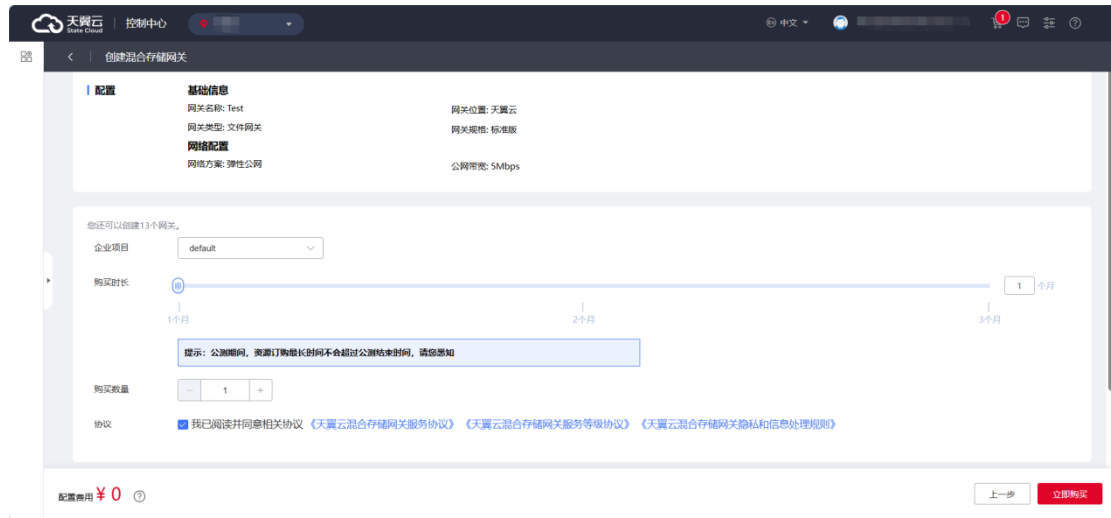 天翼云 控制中心 中文 1
State Cloud
创建混合存储网关
配置 基础信息
网关名称: Test 网关位置: 天翼云
网关类型: 文件网关 网关规格: 标准版
网络配置
网络方案: 弹性公网 公网带宽: 5Mbps
您还可以创建13个网关。
企业项目 default
购买时长 1 个月
1个月 2个月 3个月
提示：公测期间，资源订购最长时间不会超过公测结束时间，请您悉知
购买数量 - 1 +
协议 我已阅读并同意相关协议《天翼云混合存储网关服务协议》《天翼云混合存储网关服务等级协议》《天翼云混合存储网关隐私和信息处理规则》
配置费用 ¥ 0 上一步 立即购买